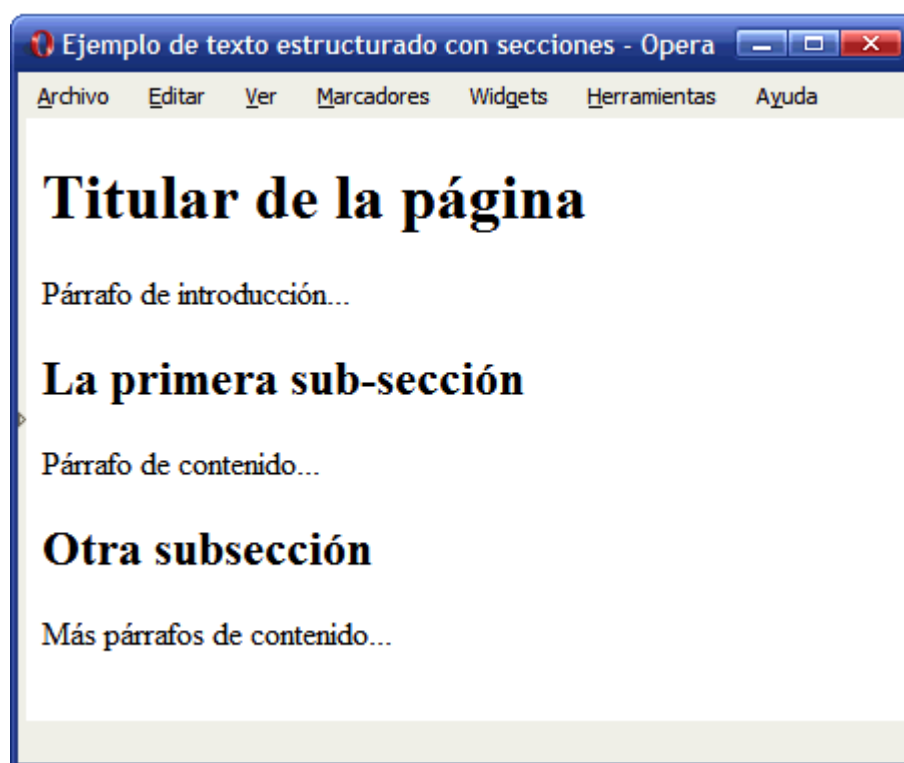 Ejemplo de texto estructurado con secciones - Opera
Archivo Editar Ver Marcadores Widgets Herramientas Ayuda
Titular de la página
Párrafo de introducción...
La primera sub-sección
Párrafo de contenido...
Otra subsección
Más párrafos de contenido...